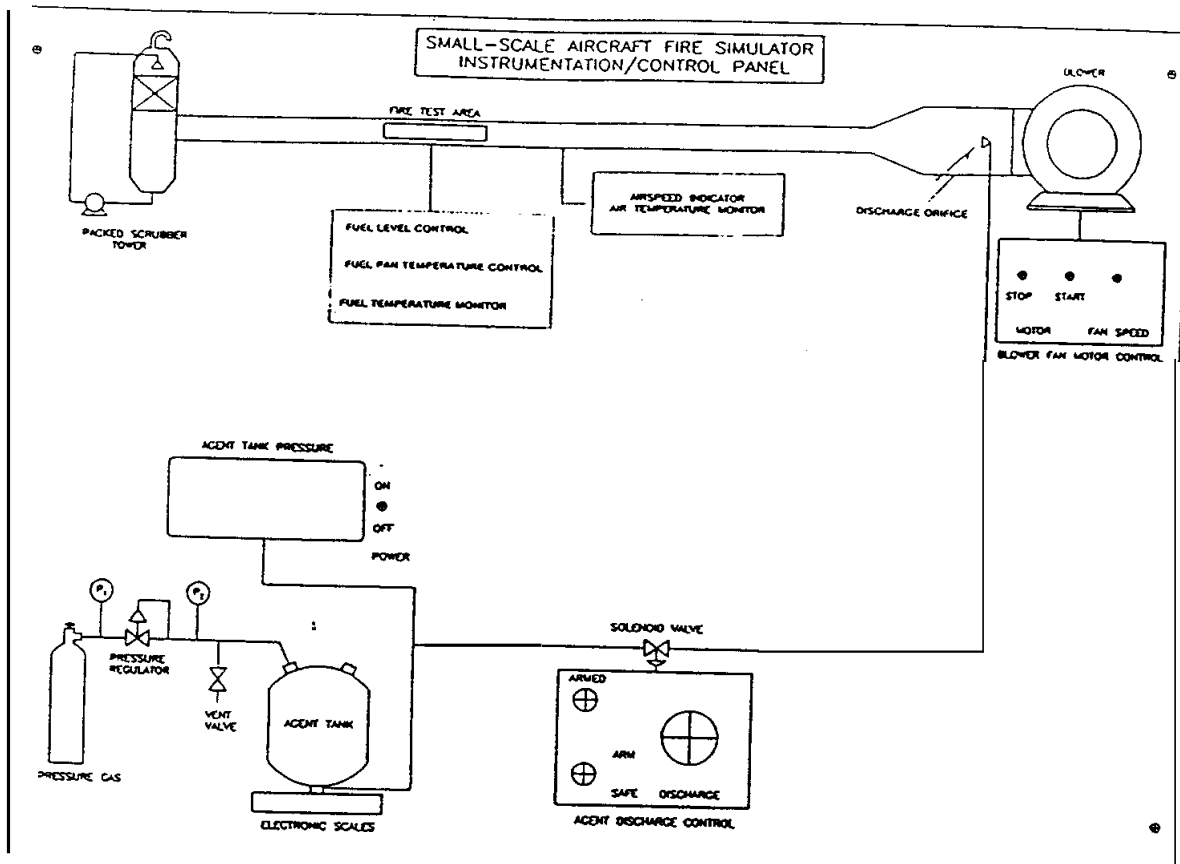 SMALL-SCALE AIRCRAFT FIRE SIMULATOR
INSTRUMENTATION/CONTROL PANEL
BLOWER
FIRE TEST AREA
AIRSPEED INDICATOR
AIR TEMPERATURE MONITOR
DISCHARGE ORIFICE
PACKED SCRUBBER
TOWER
FUEL LEVEL CONTROL
FUEL PAN TEMPERATURE CONTROL
FUEL TEMPERATURE MONITOR
STOP START
MOTOR FAN SPEED
BLOWER FAN MOTOR CONTROL
AGENT TANK PRESSURE
ON
OFF
POWER
P1
P2
PRESSURE
REGULATOR
VENT
VALVE
AGENT TANK
PRESSURE GAS
ELECTRONIC SCALES
SOLENOID VALVE
ARMED
ARM
SAFE DISCHARGE
AGENT DISCHARGE CONTROL